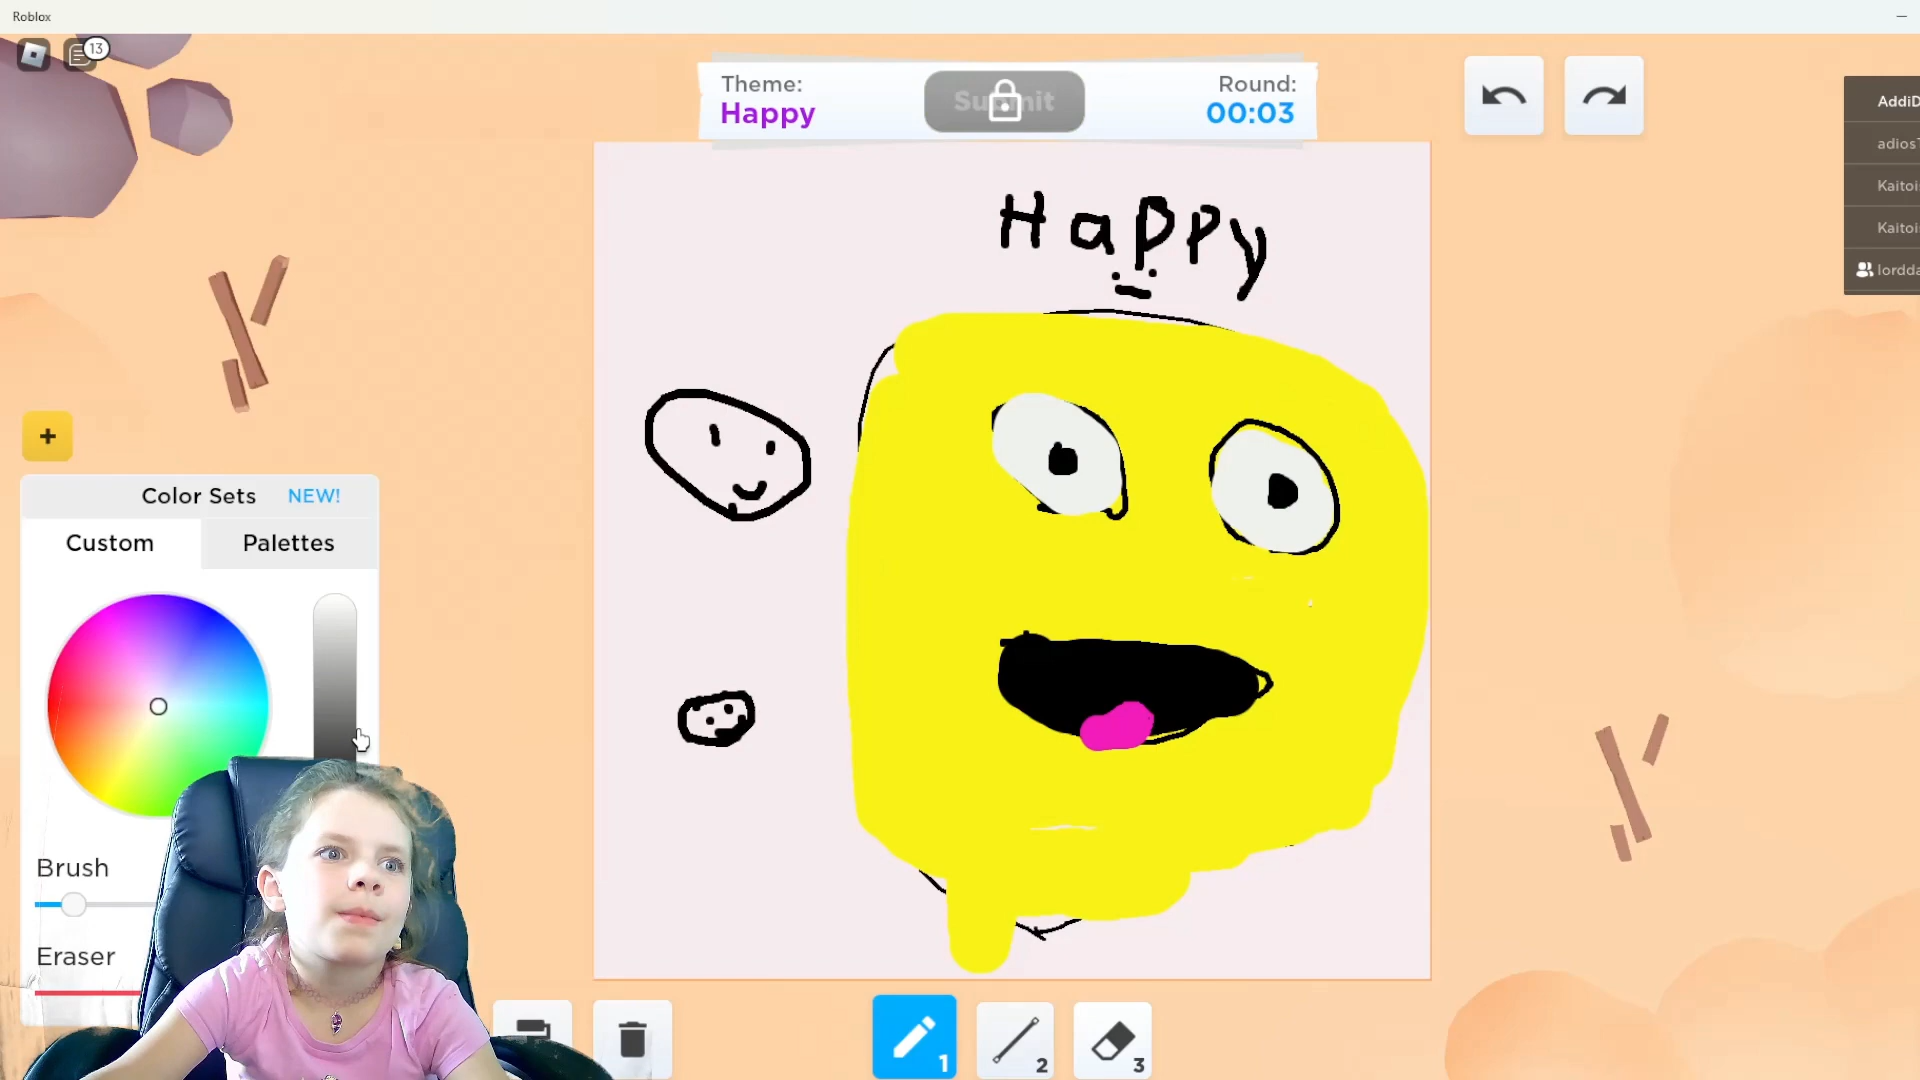 Roblox
13
Theme:
Happy
Submit
Round:
00:03
AddiD
adios
Kaitoi
Kaitoi
lordda
Happy
+
Color Sets NEW!
Custom
Palettes
Brush
Eraser
1
2
3